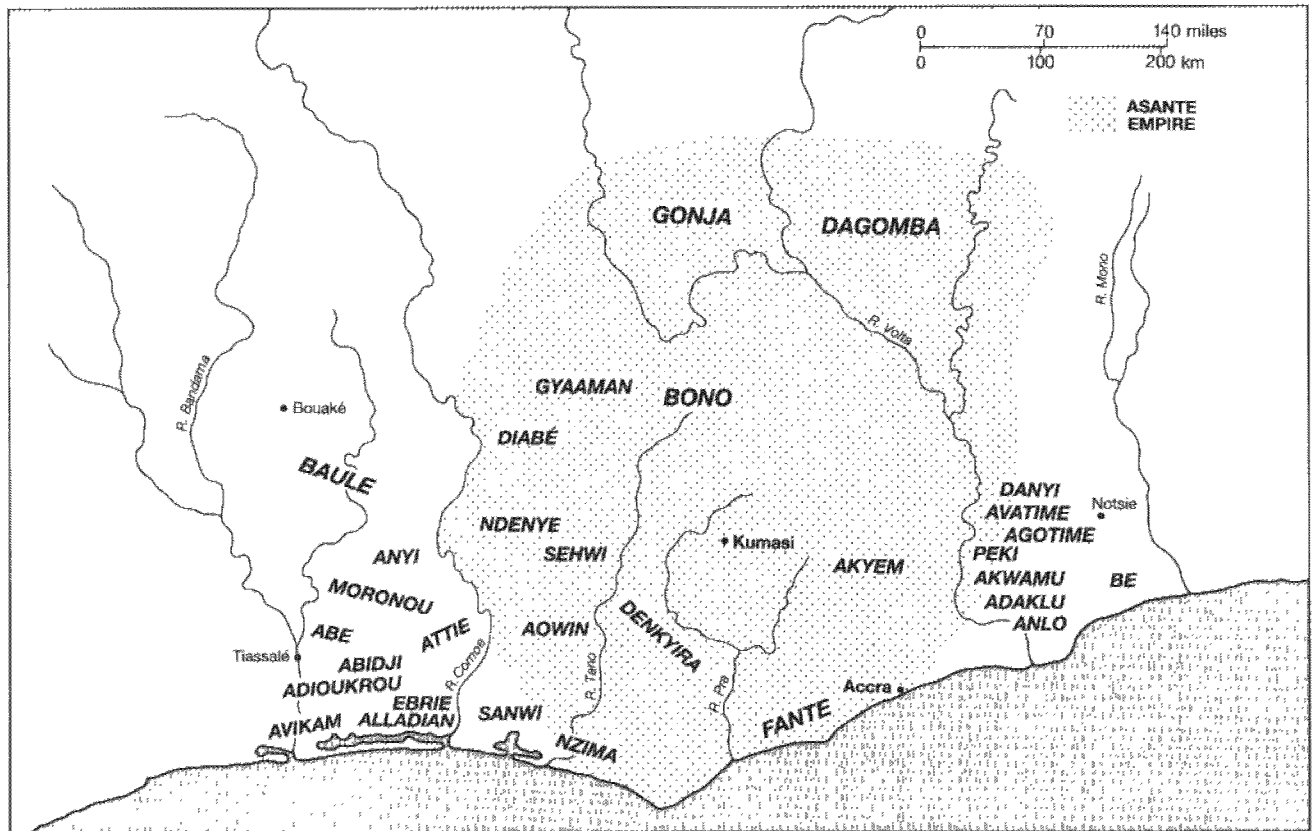 0 70 140 miles
0 100 200 km
ASANTE
EMPIRE
GONJA
DAGOMBA
R. Mono
R. Volta
R. Bandama
Bouaké
GYAAMAN
BONO
DIABÉ
BAULE
DANYI
Notsie
AVATIME
AGOTIME
NDENYE
SEHWI
Kumasi
PEKI
ANYI
AKYEM
AKWAMU
BE
MORONOU
ADAKLU
DENKYIRA
ANLO
ABE
ATTIE
AOWIN
Tiassalé
ABIDJI
R. Comoe
R. Tano
ADIOUKROU
R. Pra
Accra
EBRIE
SANWI
FANTE
AVIKAM
ALLADIAN
NZIMA